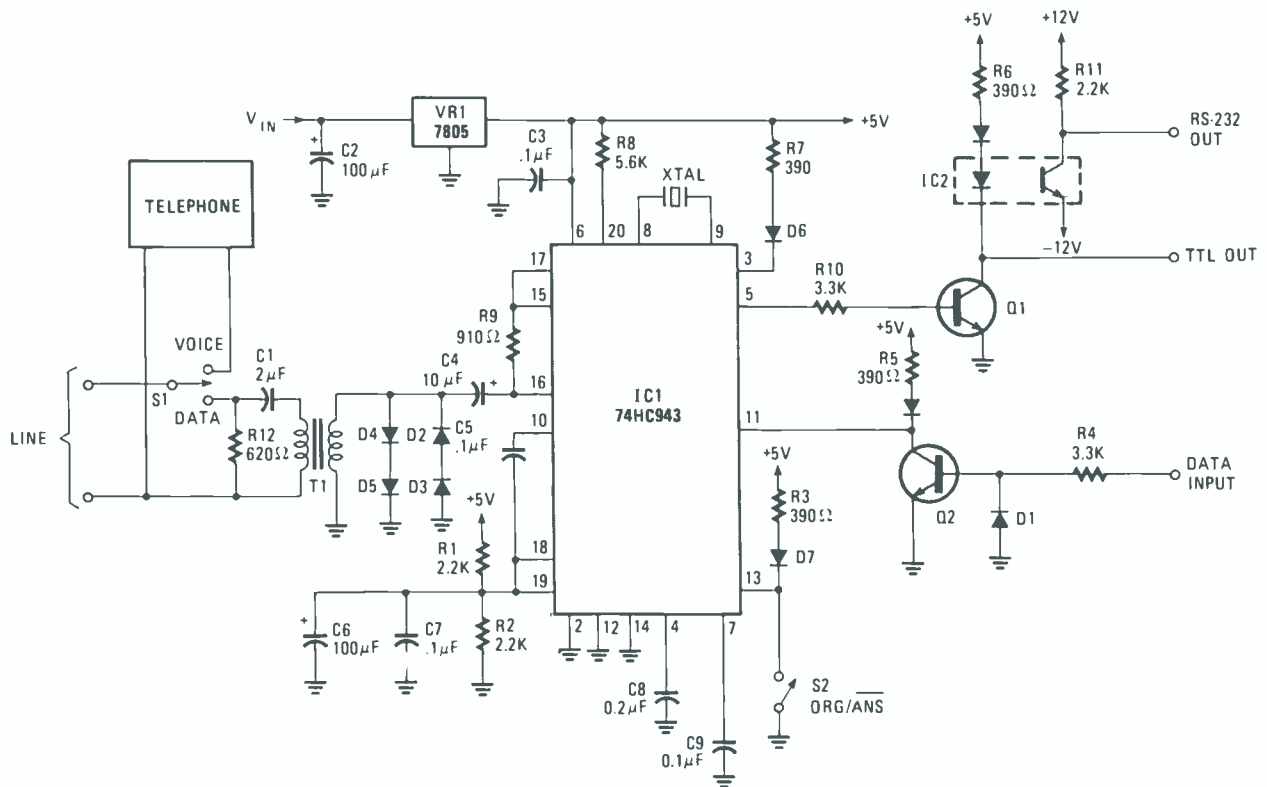 +5V
+12V
R6
390Ω
R11
2.2K
RS-232
OUT
VIN
VR1
7805
+5V
C3
.1μF
R8
5.6K
R7
390
C2
100μF
XTAL
IC2
TELEPHONE
6
20
8
9
D6
-12V
TTL OUT
17
3
R10
3.3K
15
5
Q1
R9
910Ω
+5V
VOICE
C1
2μF
C4
10μF
+
R5
390Ω
S1
16
IC1
74HC943
DATA
10
11
LINE
R12
620Ω
D4
D2
C5
.1μF
R4
3.3K
T1
D5
D3
+5V
DATA
INPUT
+5V
R3
390Ω
Q2
D1
R1
2.2K
18
D7
19
13
+
C6
100μF
C7
.1μF
R2
2.2K
2
12
14
4
7
C8
0.2μF
S2
ORG/ANS
C9
0.1μF